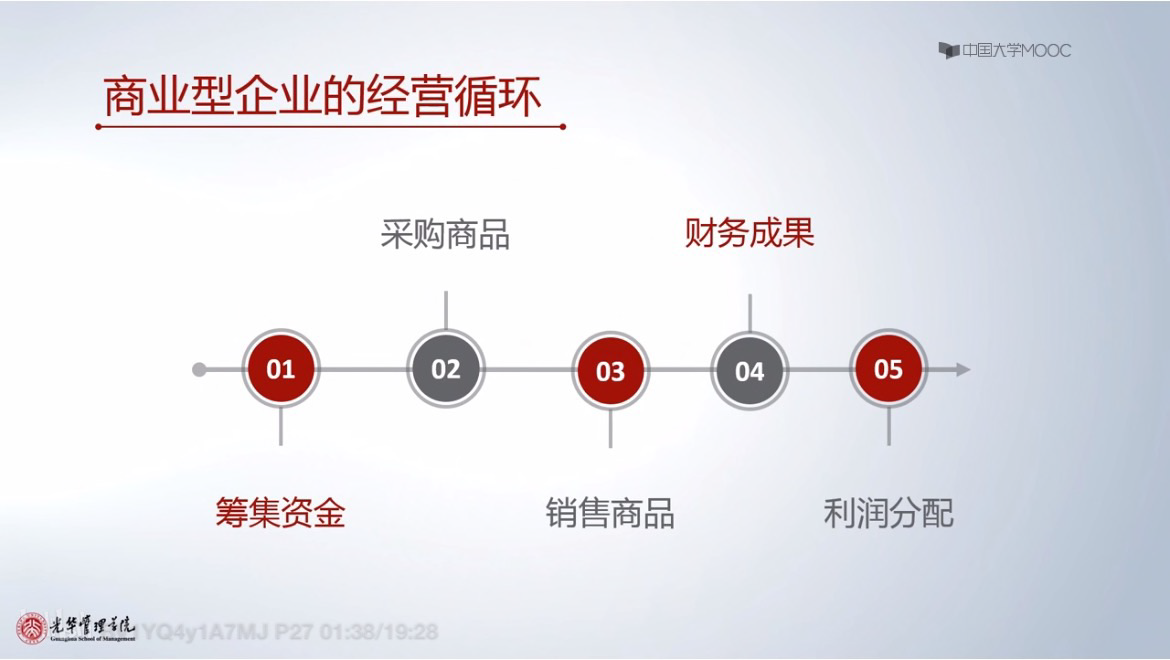 中国大学MOOC
商业型企业的经营循环
采购商品
财务成果
01
02
03
04
05
筹集资金
销售商品
利润分配
光华管理学院
Guanghua School of Management
1YQ4y1A7MJ P27 01:38/19:28